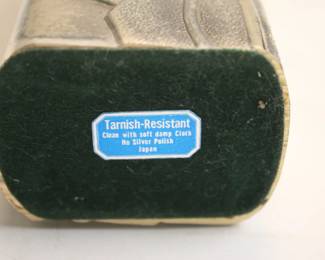 Tarnish-Resistant
Clean with soft damp Cloth
No Silver Polish
Japan